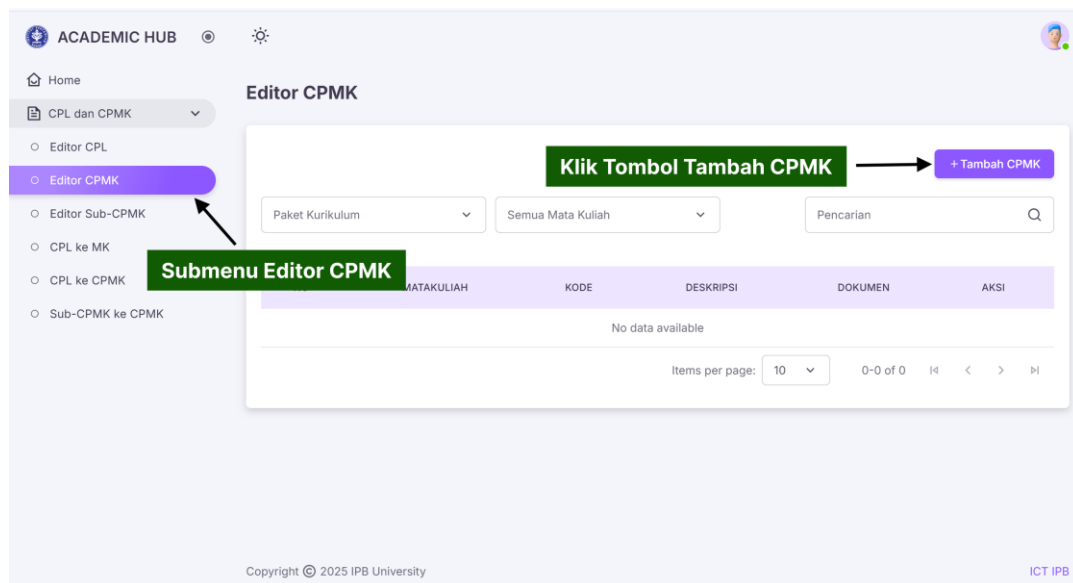 ACADEMIC HUB
Home
CPL dan CPMK
Editor CPL
Editor CPMK
Editor Sub-CPMK
CPL ke MK
CPL ke CPMK
Sub-CPMK ke CPMK
Submenu Editor CPMK
Editor CPMK
Klik Tombol Tambah CPMK
+ Tambah CPMK
Paket Kurikulum
Semua Mata Kuliah
Pencarian
MATAKULIAH KODE DESKRIPSI DOKUMEN AKSI
No data available
Items per page: 10 0-0 of 0
Copyright © 2025 IPB University
ICT IPB